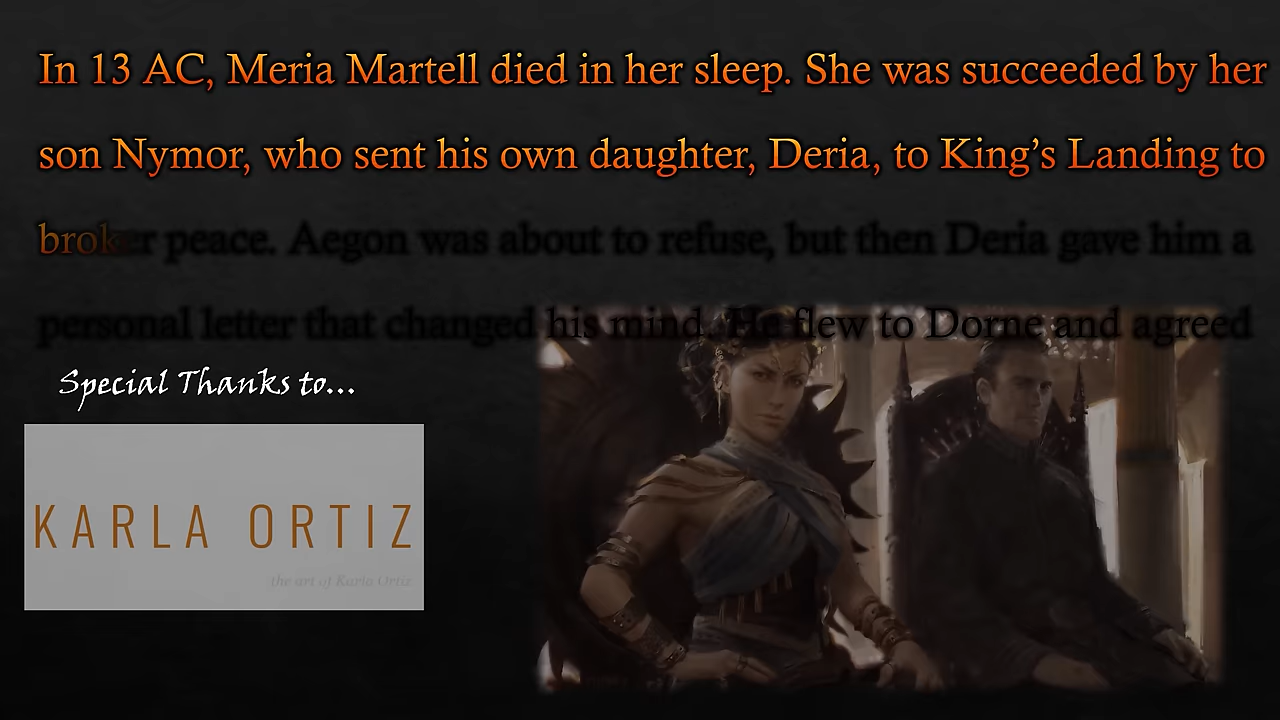 In 13 AC, Meria Martell died in her sleep. She was succeeded by her
son Nymor, who sent his own daughter, Deria, to King's Landing to
broker peace. Aegon was about to refuse, but then Deria gave him a
personal letter that changed his mind. He flew to Dorne and agreed
Special Thanks to...
KARLA ORTIZ
the art of Karla Ortiz